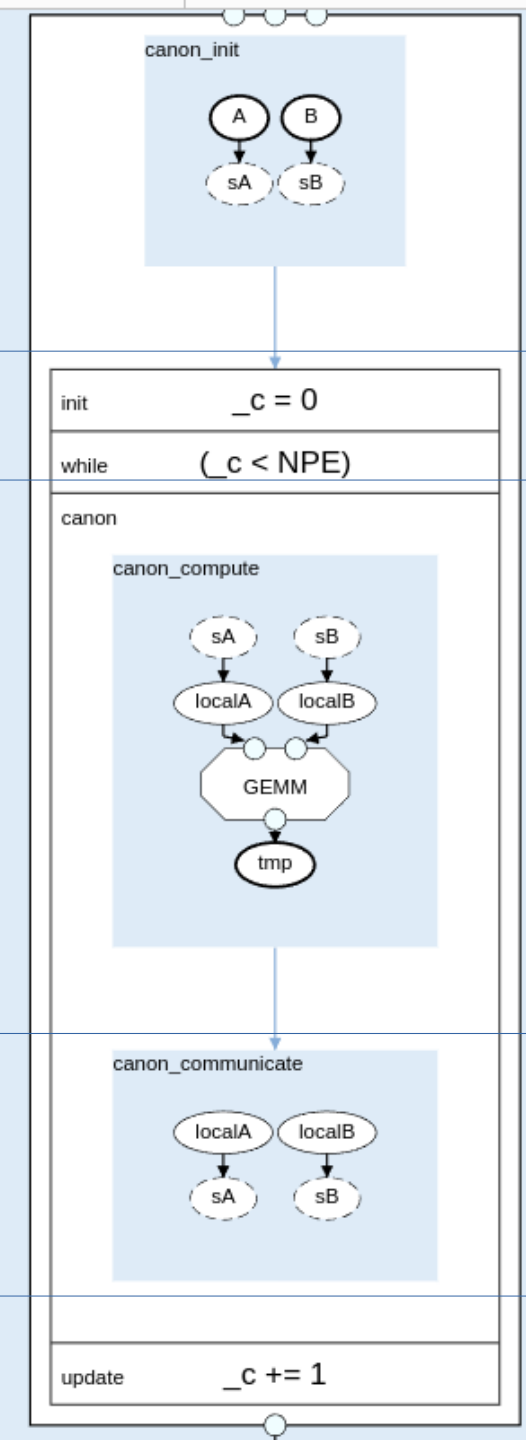 canon_init
A B
sA sB
init _c = 0
while (_c < NPE)
canon
canon_compute
sA sB
localA localB
GEMM
tmp
canon_communicate
localA localB
sA sB
update _c += 1